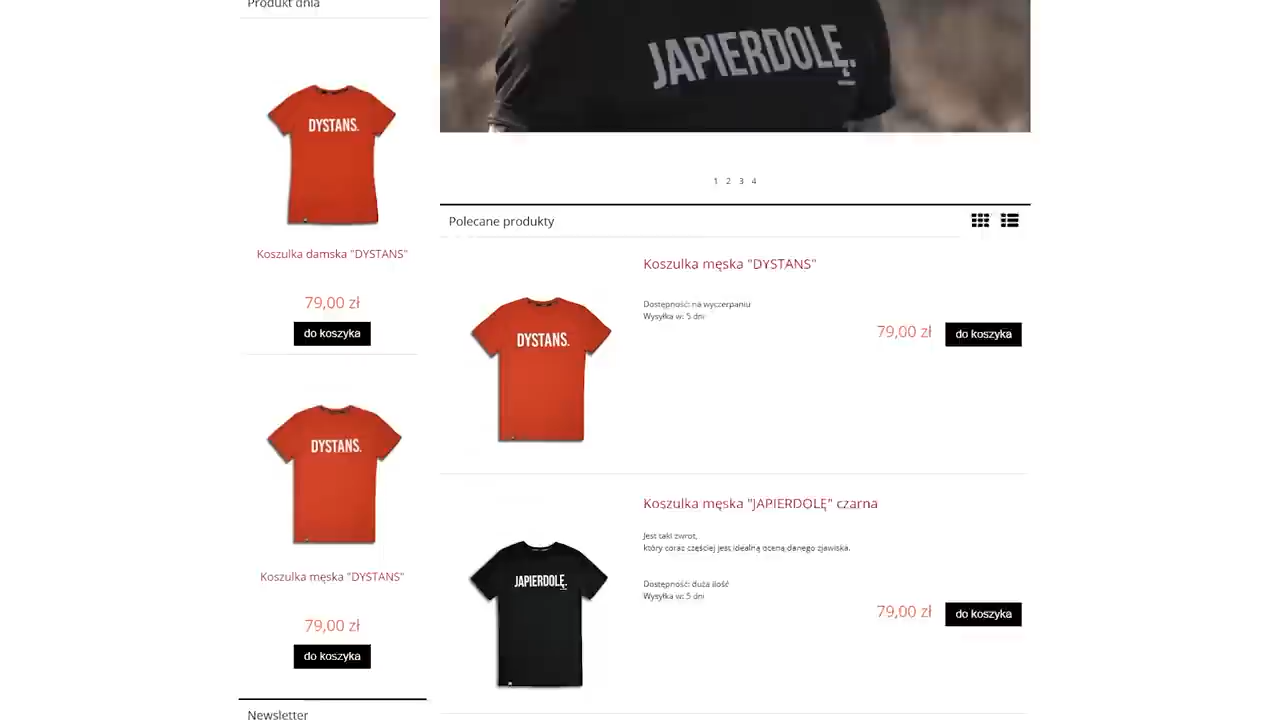 Produkt dnia
DYSTANS.
Koszulka damska "DYSTANS"
79,00 zł
do koszyka
DYSTANS.
Koszulka męska "DYSTANS"
79,00 zł
do koszyka
Newsletter
JAPIERDOLĘ.
1 2 3 4
Polecane produkty
DYSTANS.
Koszulka męska "DYSTANS"
Dostępność: na wyczerpaniu
Wysyłka w: 5 dni
79,00 zł
do koszyka
JAPIERDOLĘ.
Koszulka męska "JAPIERDOLĘ" czarna
Jest taki zwrot,
który coraz częściej jest idealną oceną danego zjawiska.
Dostępność: duża ilość
Wysyłka w: 5 dni
79,00 zł
do koszyka